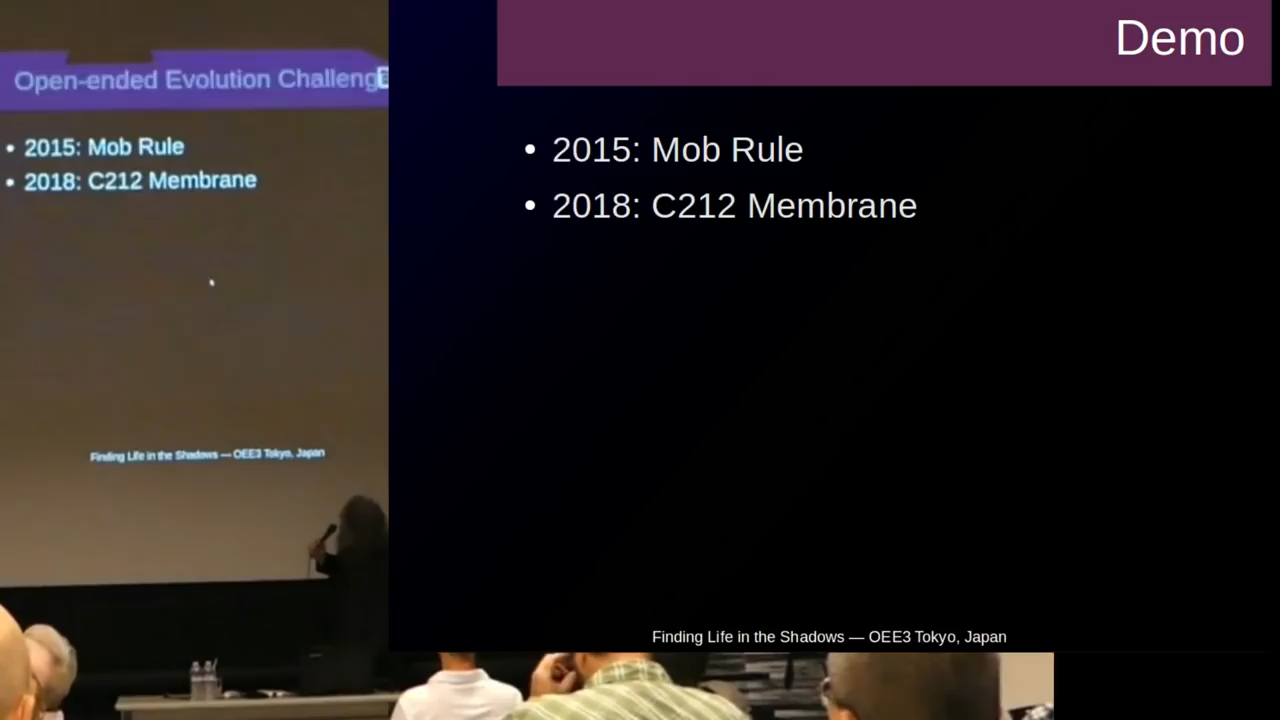 Open-ended Evolution Challeng
• 2015: Mob Rule
• 2018: C212 Membrane
Finding Life in the Shadows — OEE3 Tokyo, Japan
Demo
• 2015: Mob Rule
• 2018: C212 Membrane
Finding Life in the Shadows — OEE3 Tokyo, Japan